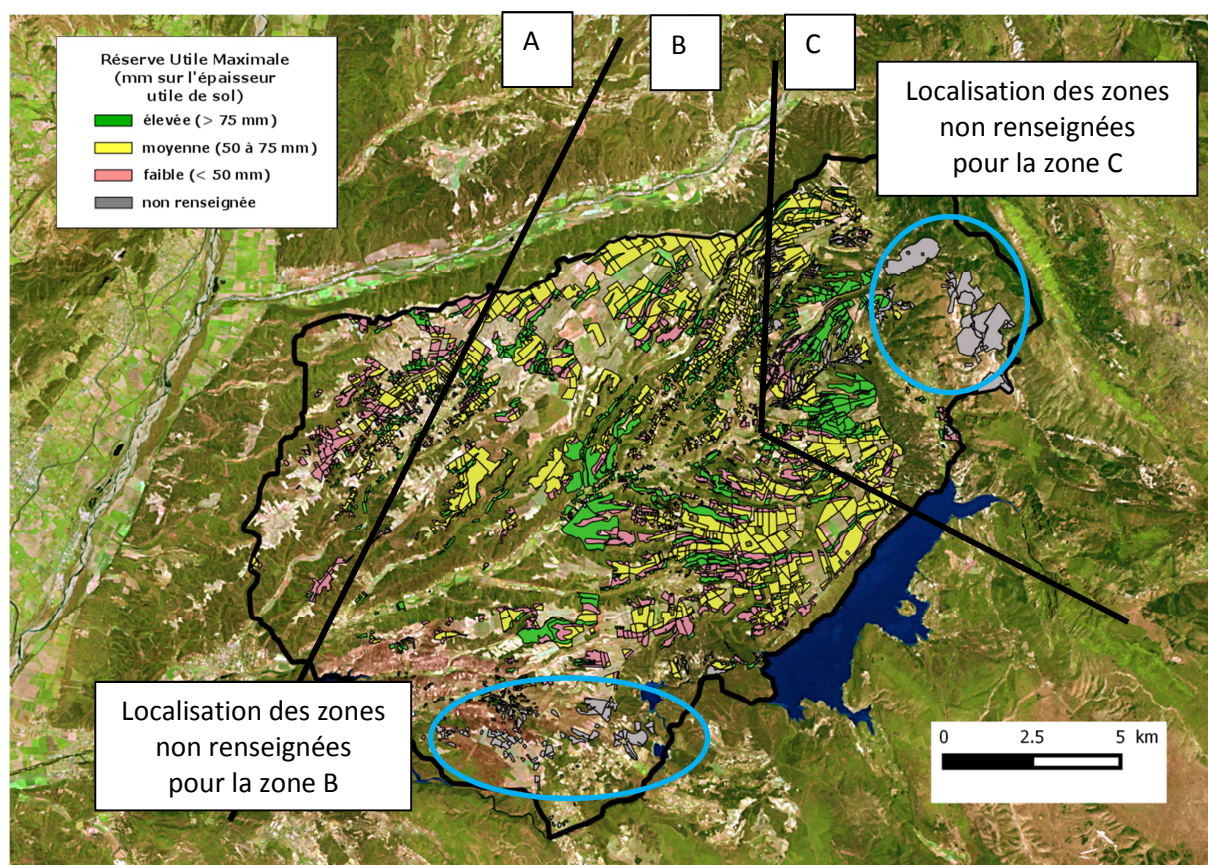 A
B
C
Réserve Utile Maximale
(mm sur l'épaisseur
utile de sol)
élevée (> 75 mm)
moyenne (50 à 75 mm)
faible (< 50 mm)
non renseignée
Localisation des zones
non renseignées
pour la zone C
Localisation des zones
non renseignées
pour la zone B
0 2.5 5 km